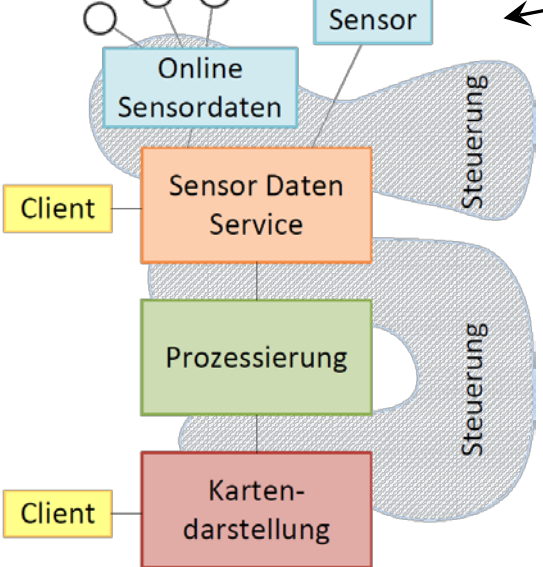 Sensor
Online
Sensordaten
Steuerung
Sensor Daten
Service
Client
Prozessierung
Steuerung
Karten-
darstellung
Client